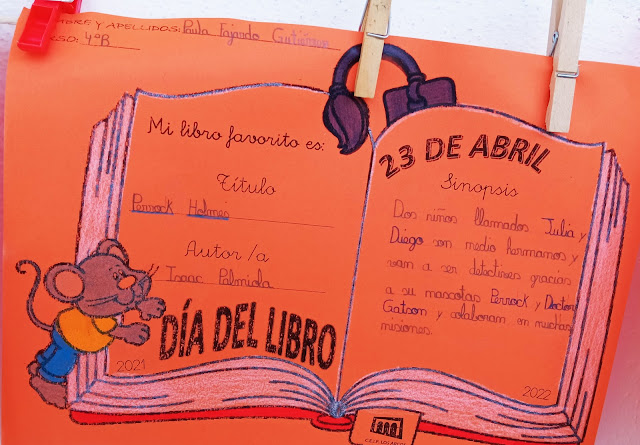 NOMBRE Y APELLIDOS: Paula Fajardo Gutiérrez
CURSO: 4ºB
Mi libro favorito es:
Título
Perrock Holmes
Autor/a
Isaac Palmiola
DÍA DEL LIBRO
2021
23 DE ABRIL
Sinopsis
Dos niños llamados Julia y
Diego son medio hermanos y
van a ser detectives gracias
a su mascotas Perrock y Doctor
Gatson y colaboran en muchas
misiones.
2022